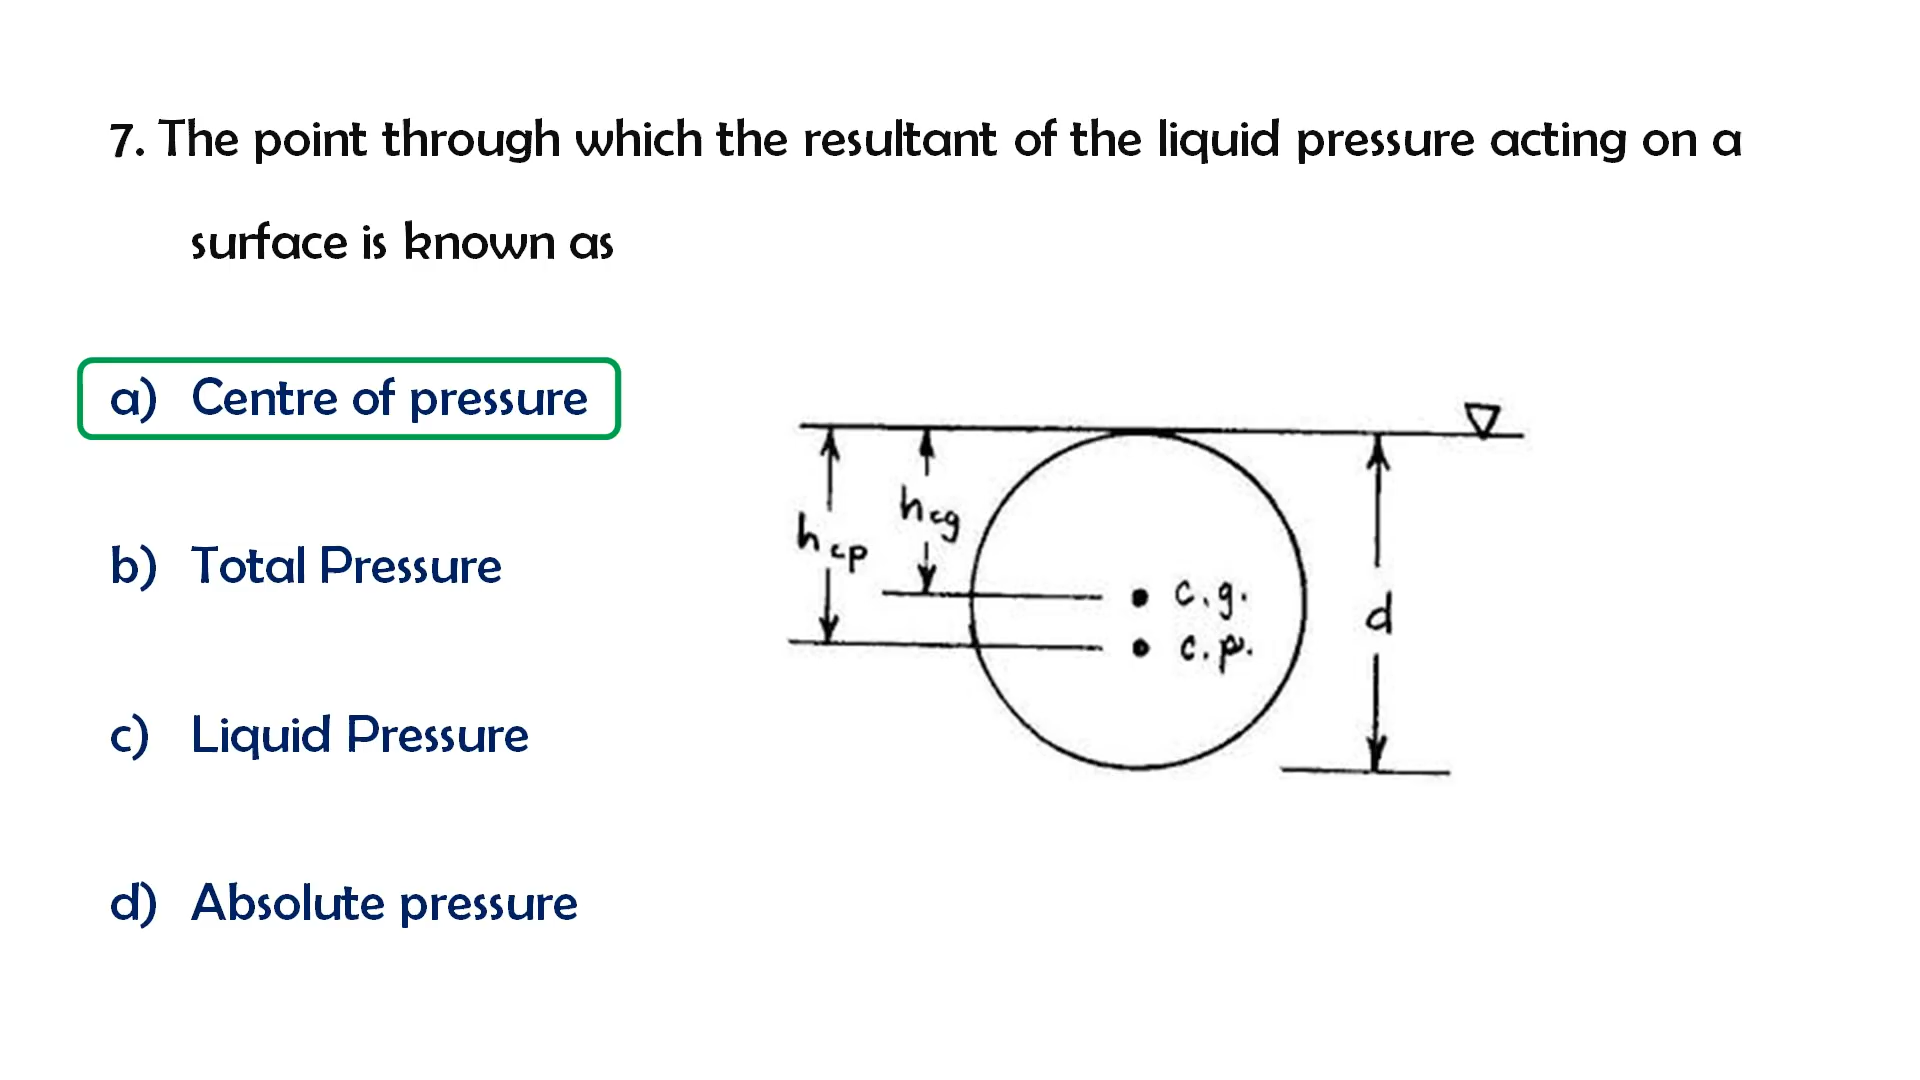 7. The point through which the resultant of the liquid pressure acting on a
surface is known as
a) Centre of pressure
b) Total Pressure
c) Liquid Pressure
d) Absolute pressure
hcg
hcp
c.g.
d
c.p.